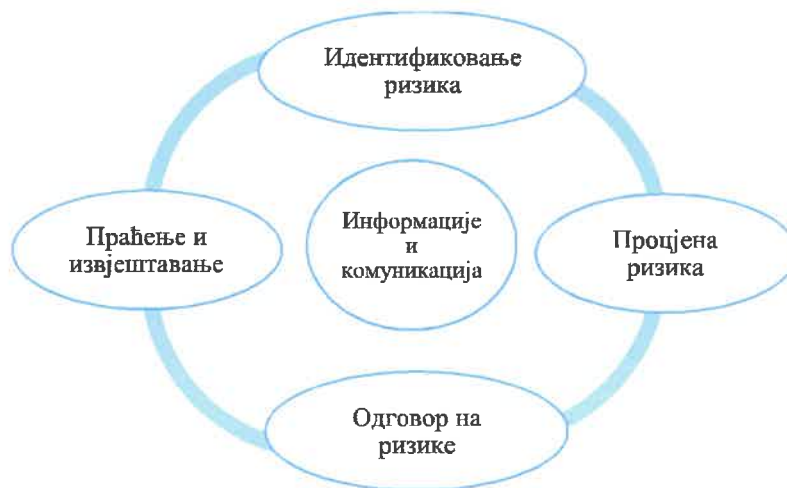 Идентификовање
ризика
Праћење и
извјештавање
Информације
и
комуникација
Процјена
ризика
Одговор на
ризике